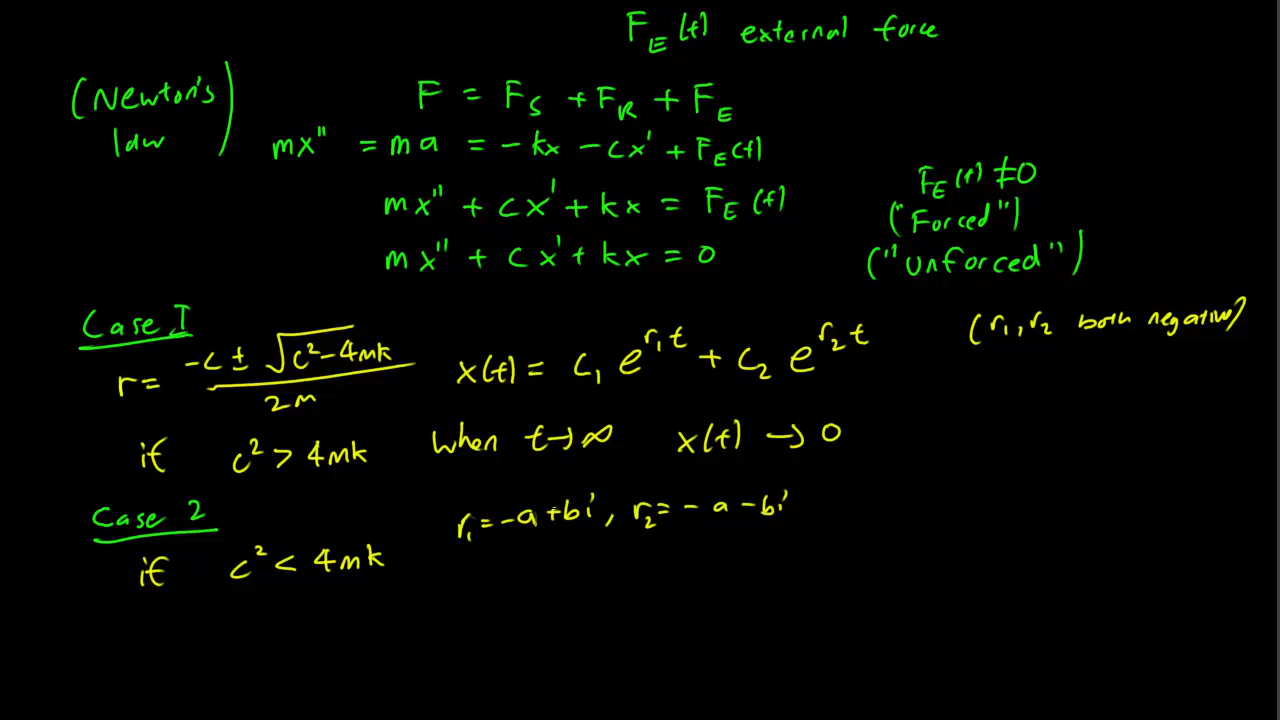 F_E (t) external force
(Newton's law)
F = F_S + F_R + F_E
mx'' = ma = -kx - cx' + F_E(t)
mx'' + cx' + kx = F_E (t)
F_E (t) ≠ 0
("Forced")
mx'' + cx' + kx = 0
("Unforced")
Case I
r = (-c ± √(c² - 4mk)) / 2m
x(t) = c₁ e^{r₁t} + c₂ e^{r₂t}
(r₁, r₂ both negative)
if c² > 4mk
When t → ∞ x(t) → 0
Case 2
r₁ = -a + bi, r₂ = -a - bi
if c² < 4mk